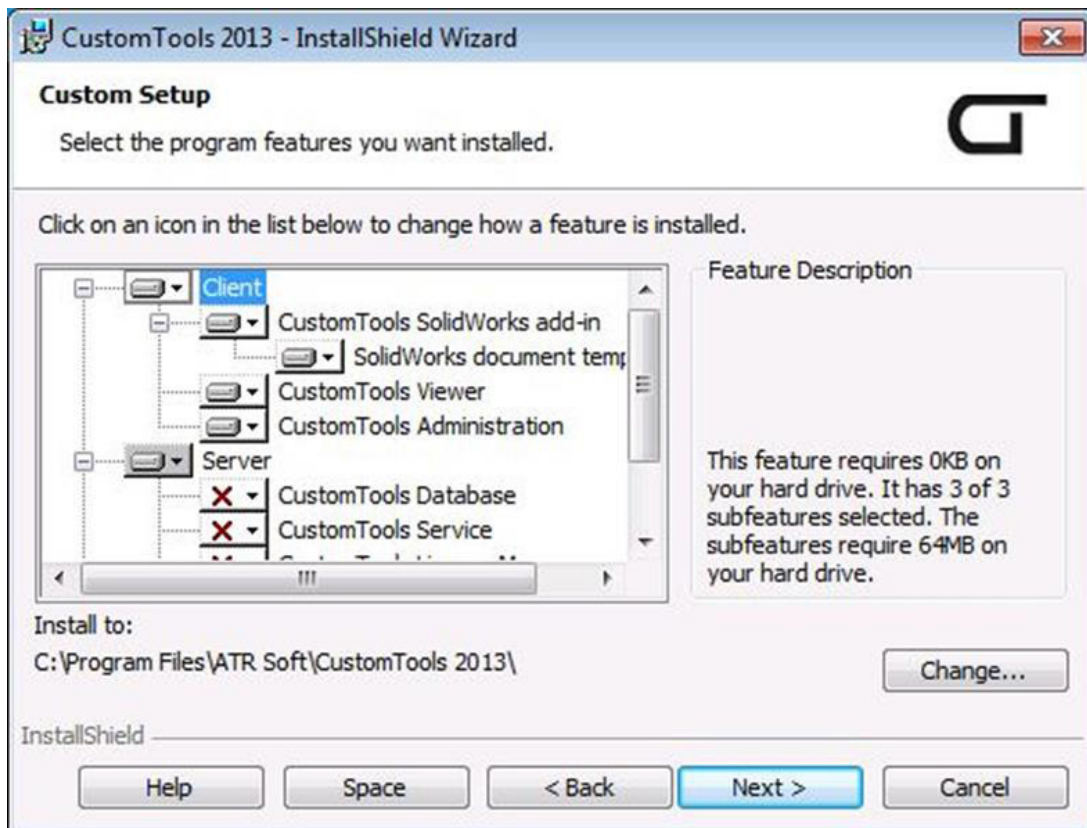 CustomTools 2013 - InstallShield Wizard
Custom Setup
Select the program features you want installed.
Click on an icon in the list below to change how a feature is installed.
Client
CustomTools SolidWorks add-in
SolidWorks document
CustomTools Viewer
CustomTools Administration
Server
CustomTools Database
CustomTools Service
Feature Description
This feature requires 0KB on
your hard drive. It has 3 of 3
subfeatures selected. The
subfeatures require 64MB on
your hard drive.
Install to:
C:\Program Files\ATR Soft\CustomTools 2013\
Change...
InstallShield
Help
Space
< Back
Next >
Cancel